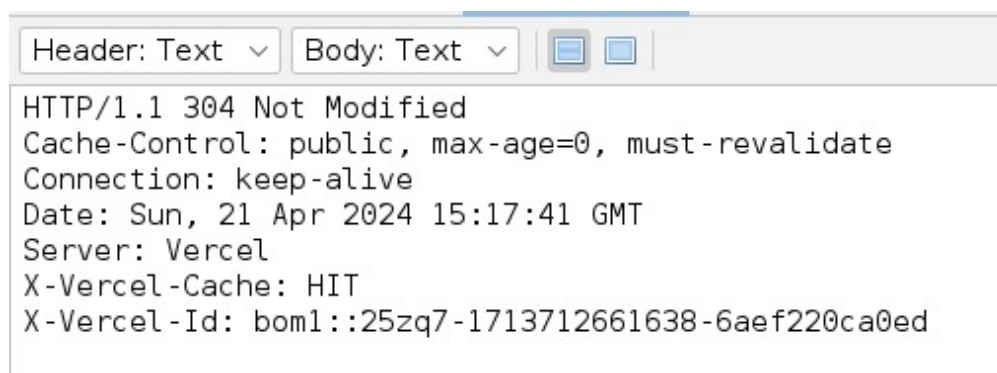 Header: Text Body: Text
HTTP/1.1 304 Not Modified
Cache-Control: public, max-age=0, must-revalidate
Connection: keep-alive
Date: Sun, 21 Apr 2024 15:17:41 GMT
Server: Vercel
X-Vercel-Cache: HIT
X-Vercel-Id: bom1::25zq7-1713712661638-6aef220ca0ed